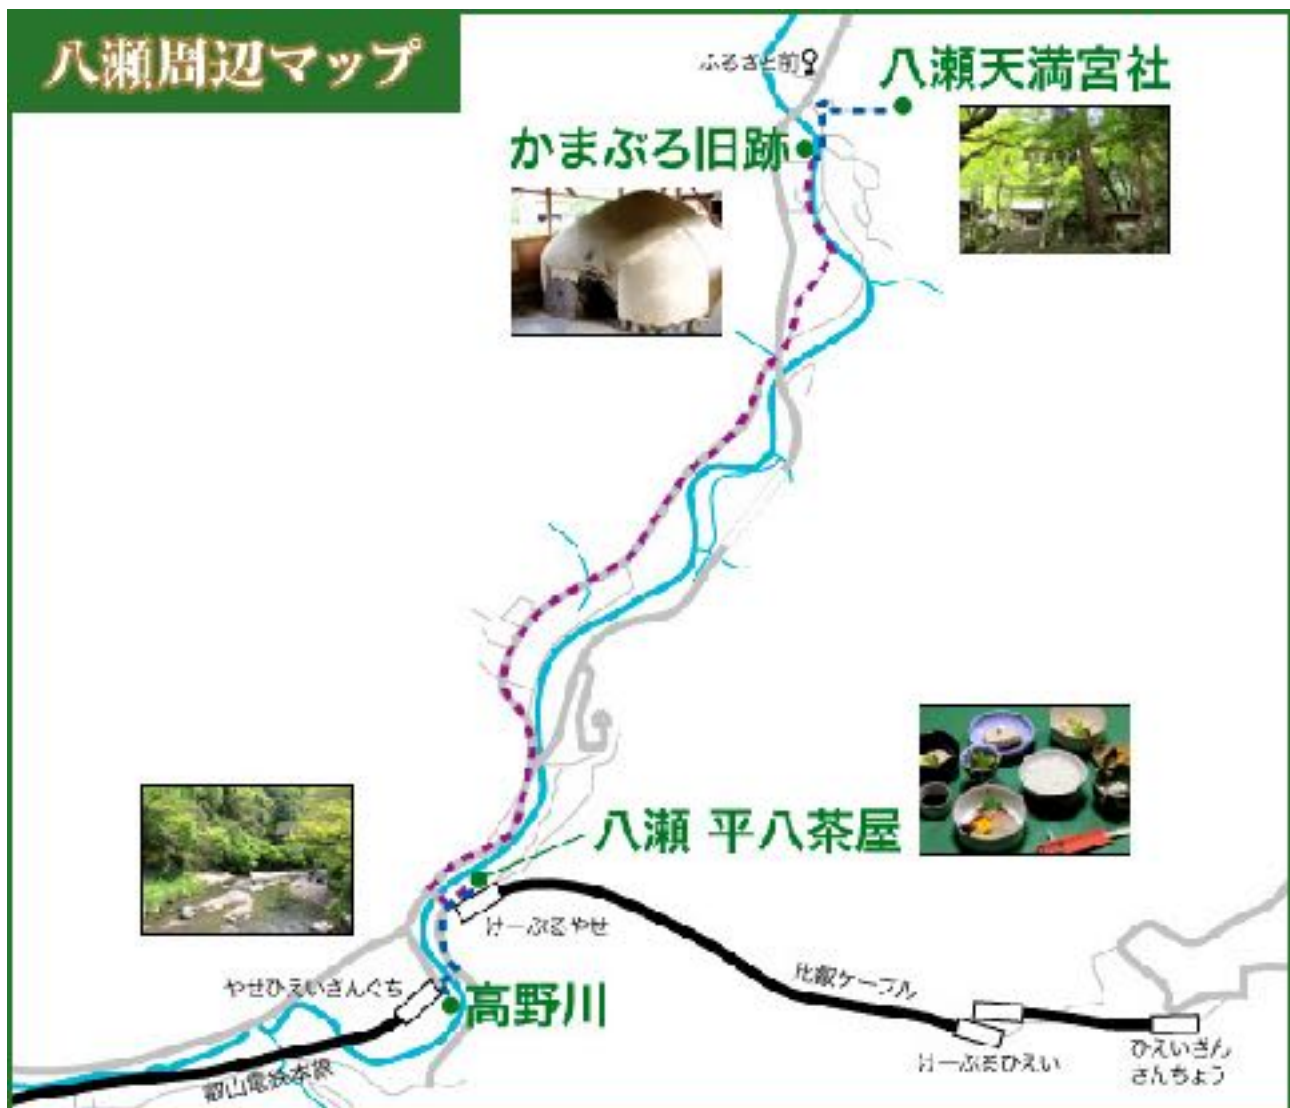 八瀬周辺マップ
ふるさと前
八瀬天満宮社
かまぶろ旧跡
八瀬 平八茶屋
けーぶるやせ
比叡ケーブル
やせひえいざんぐち
高野川
叡山電鉄本線
けーぶるひえい
ひえいざん
さんちょう